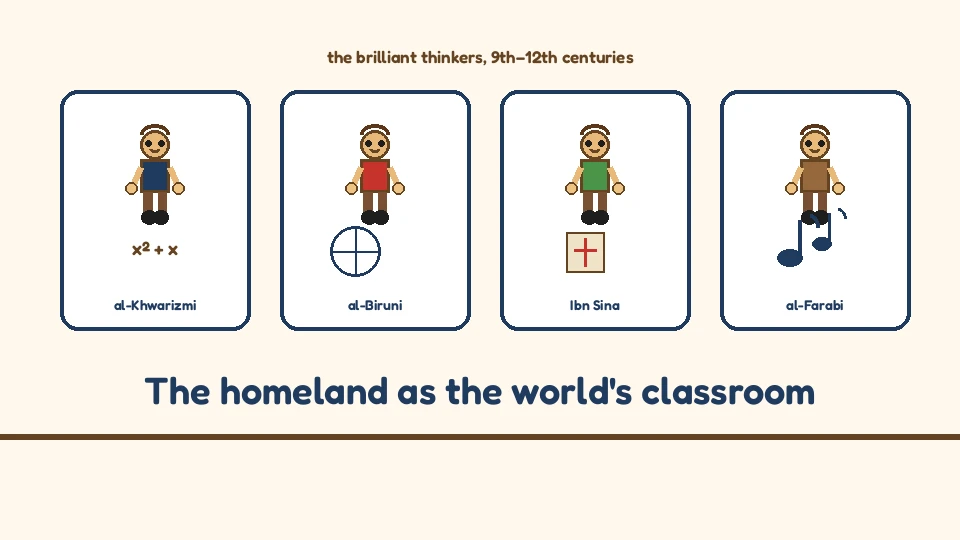 the brilliant thinkers, 9th–12th centuries
x² + x
al-Khwarizmi
al-Biruni
Ibn Sina
al-Farabi
The homeland as the world's classroom